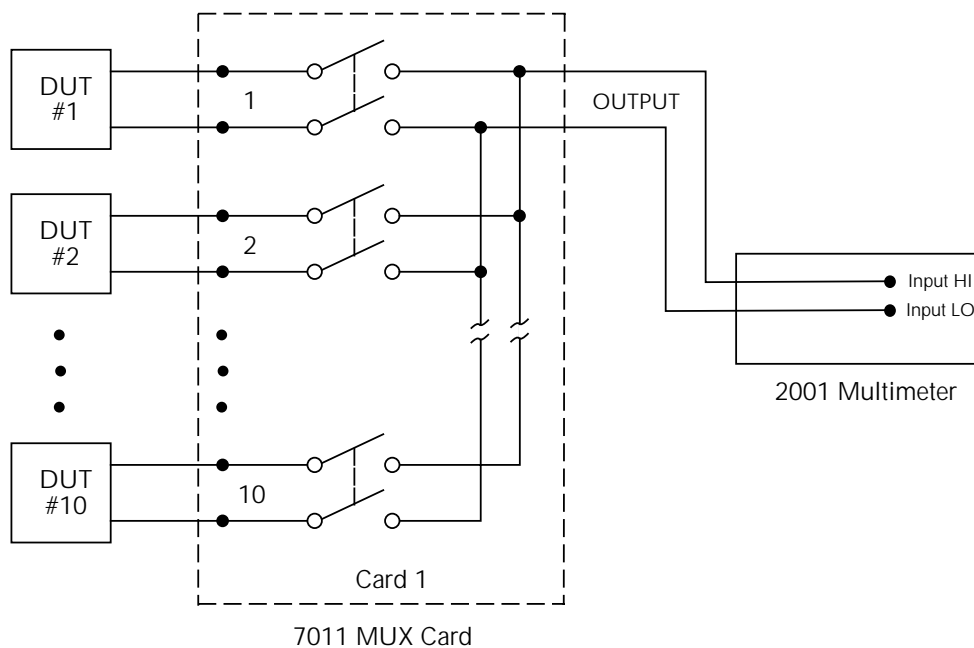 DUT
#1
1
OUTPUT
DUT
#2
2
Input HI
Input LO
2001 Multimeter
DUT
#10
10
Card 1
7011 MUX Card